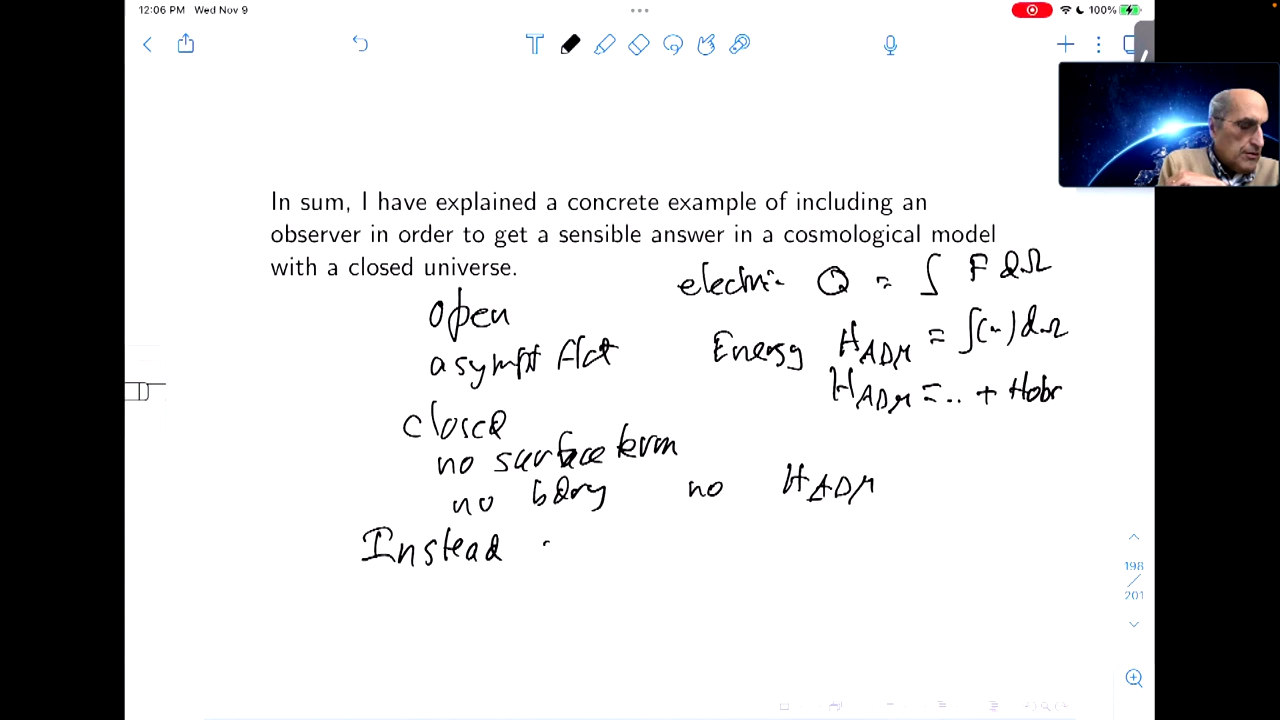 12:06 PM Wed Nov 9
100%
In sum, I have explained a concrete example of including an
observer in order to get a sensible answer in a cosmological model
with a closed universe.
electric Q = ∫ F dΩ
open
Energy H_ADM = ∫(~) dΩ
asympt flat
H_ADM = .. + Hobs
closed
no surface term
no bdry no H_ADM
Instead
198
201